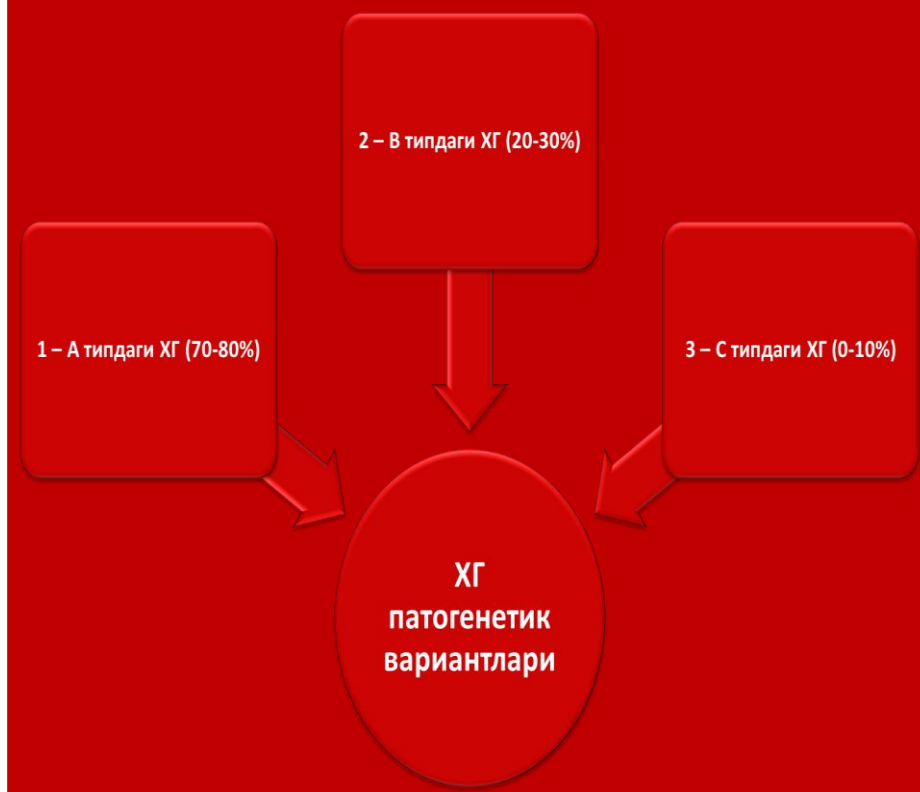 2 – В типдаги ХГ (20-30%)
1 – А типдаги ХГ (70-80%)
3 – С типдаги ХГ (0-10%)
ХГ
патогенетик
вариантлари